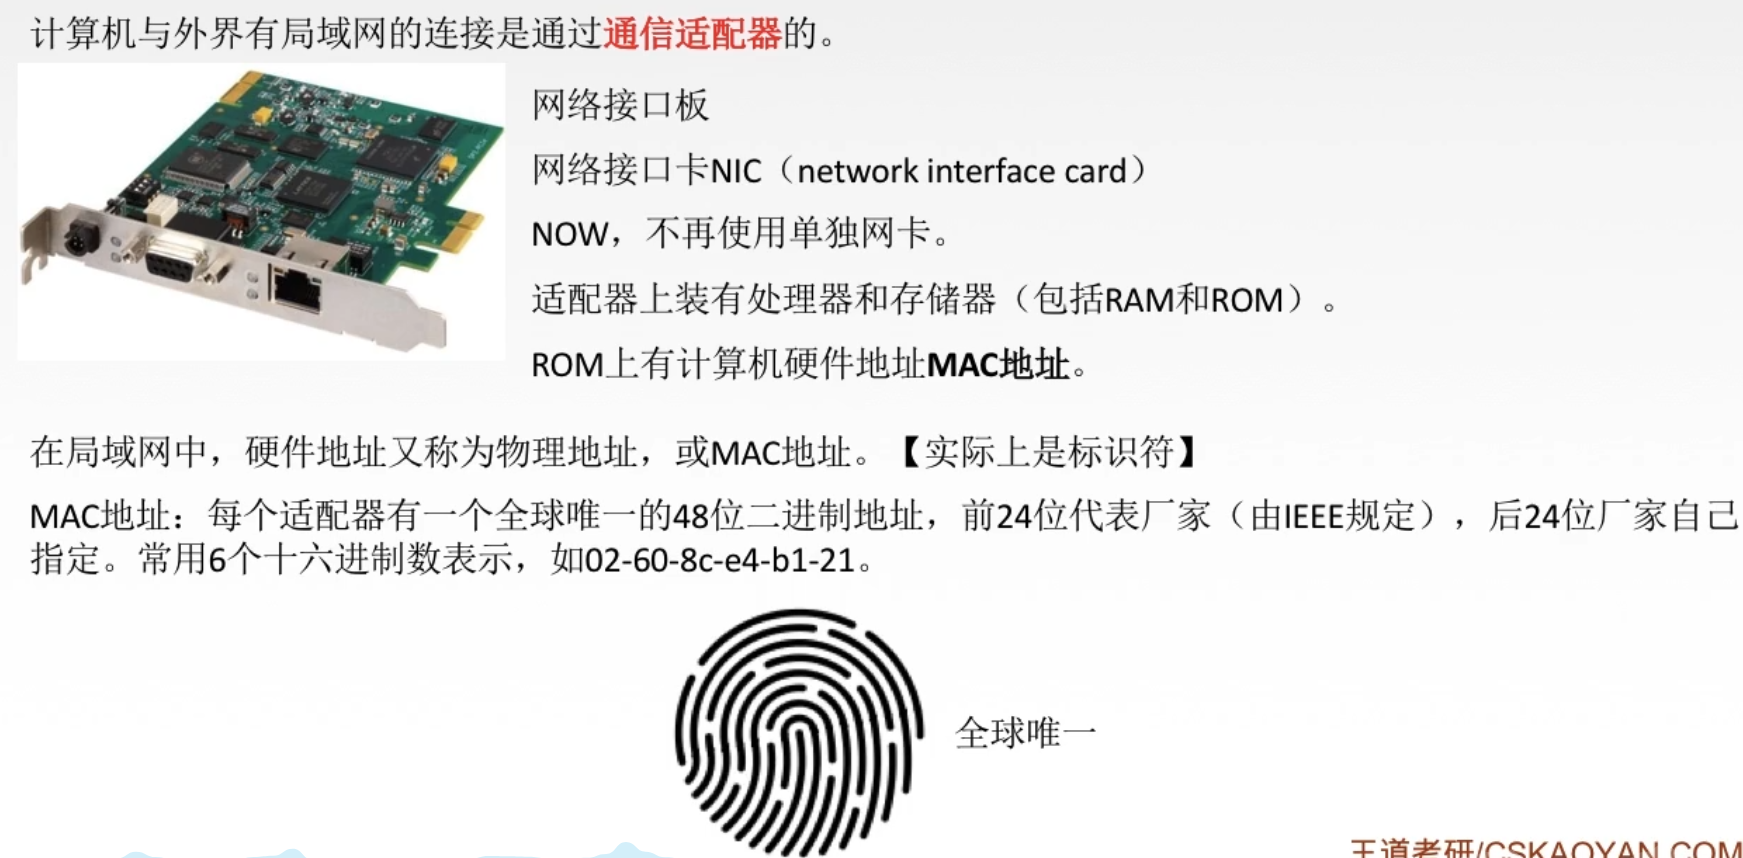 计算机与外界有局域网的连接是通过通信适配器的。
网络接口板
网络接口卡NIC（network interface card）
NOW，不再使用单独网卡。
适配器上装有处理器和存储器（包括RAM和ROM）。
ROM上有计算机硬件地址MAC地址。
在局域网中，硬件地址又称为物理地址，或MAC地址。【实际上是标识符】
MAC地址：每个适配器有一个全球唯一的48位二进制地址，前24位代表厂家（由IEEE规定），后24位厂家自己
指定。常用6个十六进制数表示，如02-60-8c-e4-b1-21。
全球唯一
王道考研/CSKAOYAN.COM